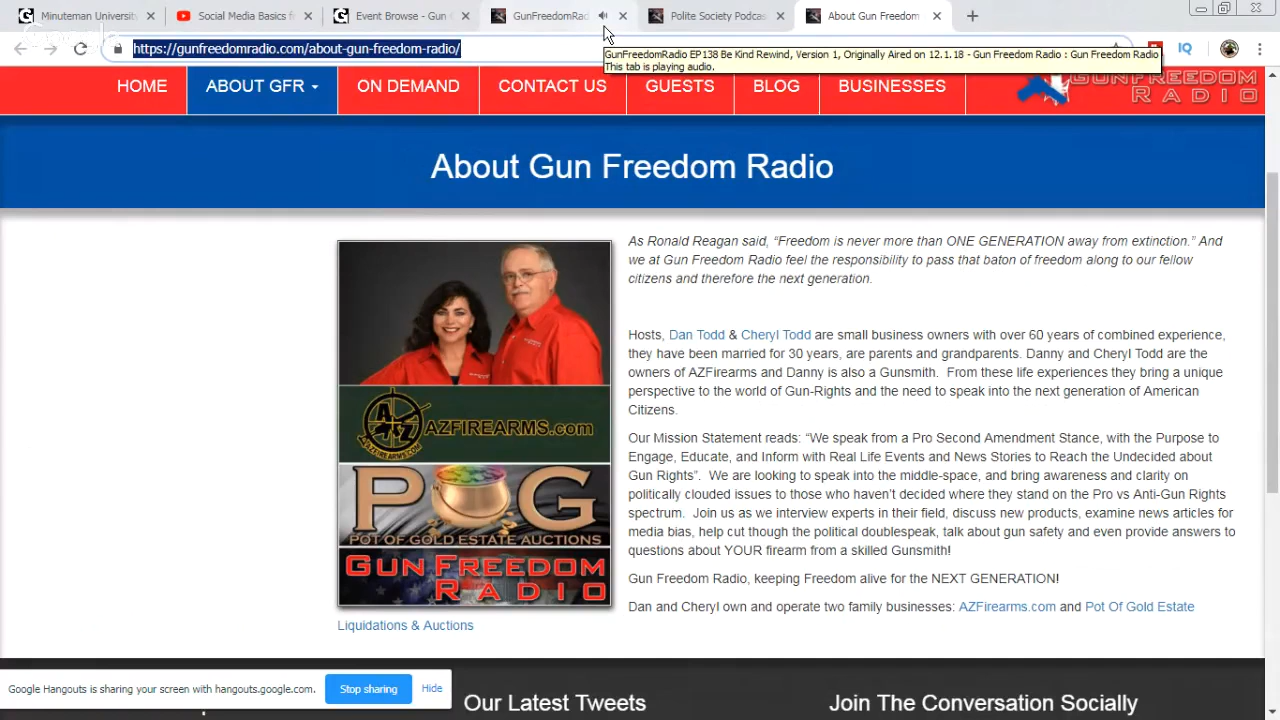 Minuteman University
Social Media Basics f
Event Browse - Gun
GunFreedomRad
Polite Society Podcas
About Gun Freedom
Google
https://gunfreedomradio.com/about-gun-freedom-radio/
GunFreedomRadio EP138 Be Kind Rewind, Version 1, Originally Aired on 12.1.18 - Gun Freedom Radio : Gun Freedom Radio
This tab is playing audio.
IQ
HOME
ABOUT GFR
ON DEMAND
CONTACT US
GUESTS
BLOG
BUSINESSES
GUNFREEDOM
RADIO
About Gun Freedom Radio
As Ronald Reagan said, “Freedom is never more than ONE GENERATION away from extinction.” And
we at Gun Freedom Radio feel the responsibility to pass that baton of freedom along to our fellow
citizens and therefore the next generation.
Hosts, Dan Todd & Cheryl Todd are small business owners with over 60 years of combined experience,
they have been married for 30 years, are parents and grandparents. Danny and Cheryl Todd are the
owners of AZFirearms and Danny is also a Gunsmith.  From these life experiences they bring a unique
perspective to the world of Gun-Rights and the need to speak into the next generation of American
Citizens.
Our Mission Statement reads: “We speak from a Pro Second Amendment Stance, with the Purpose to
Engage, Educate, and Inform with Real Life Events and News Stories to Reach the Undecided about
Gun Rights”.  We are looking to speak into the middle-space, and bring awareness and clarity on
politically clouded issues to those who haven’t decided where they stand on the Pro vs Anti-Gun Rights
spectrum.  Join us as we interview experts in their field, discuss new products, examine news articles for
media bias, help cut though the political doublespeak, talk about gun safety and even provide answers to
questions about YOUR firearm from a skilled Gunsmith!
Gun Freedom Radio, keeping Freedom alive for the NEXT GENERATION!
Dan and Cheryl own and operate two family businesses: AZFirearms.com and Pot Of Gold Estate
Liquidations & Auctions
AZ
AZFIREARMS.com
POG
POT OF GOLD ESTATE AUCTIONS
GUN FREEDOM
RADIO
Google Hangouts is sharing your screen with hangouts.google.com.
Stop sharing
Hide
Our Latest Tweets
Join The Conversation Socially